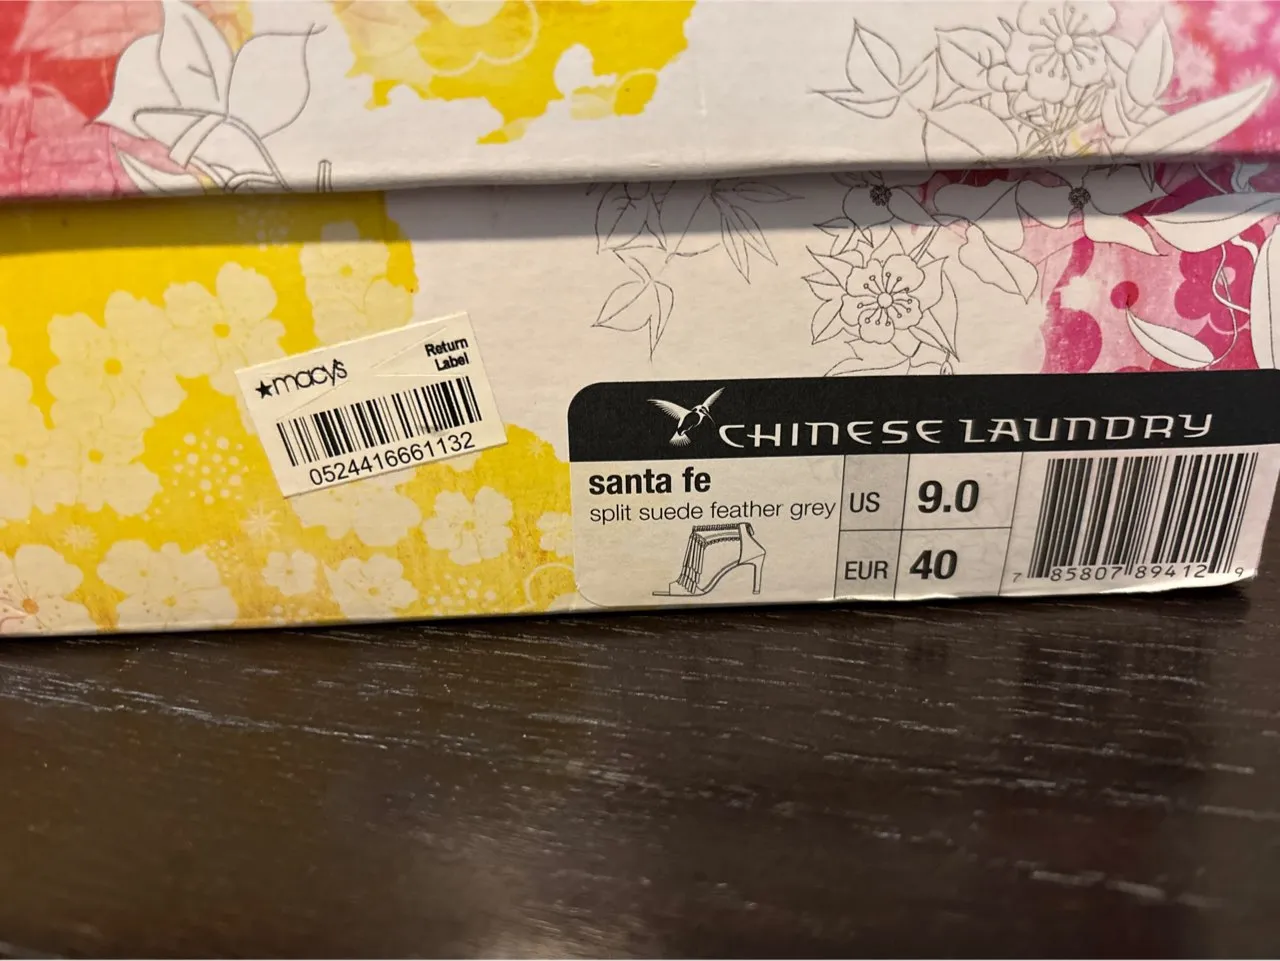 ★macy's
Return
Label
0524416661132
CHINESE LAUNDRY
santa fe
split suede feather grey
US
9.0
EUR
40
7 85807 89412 9